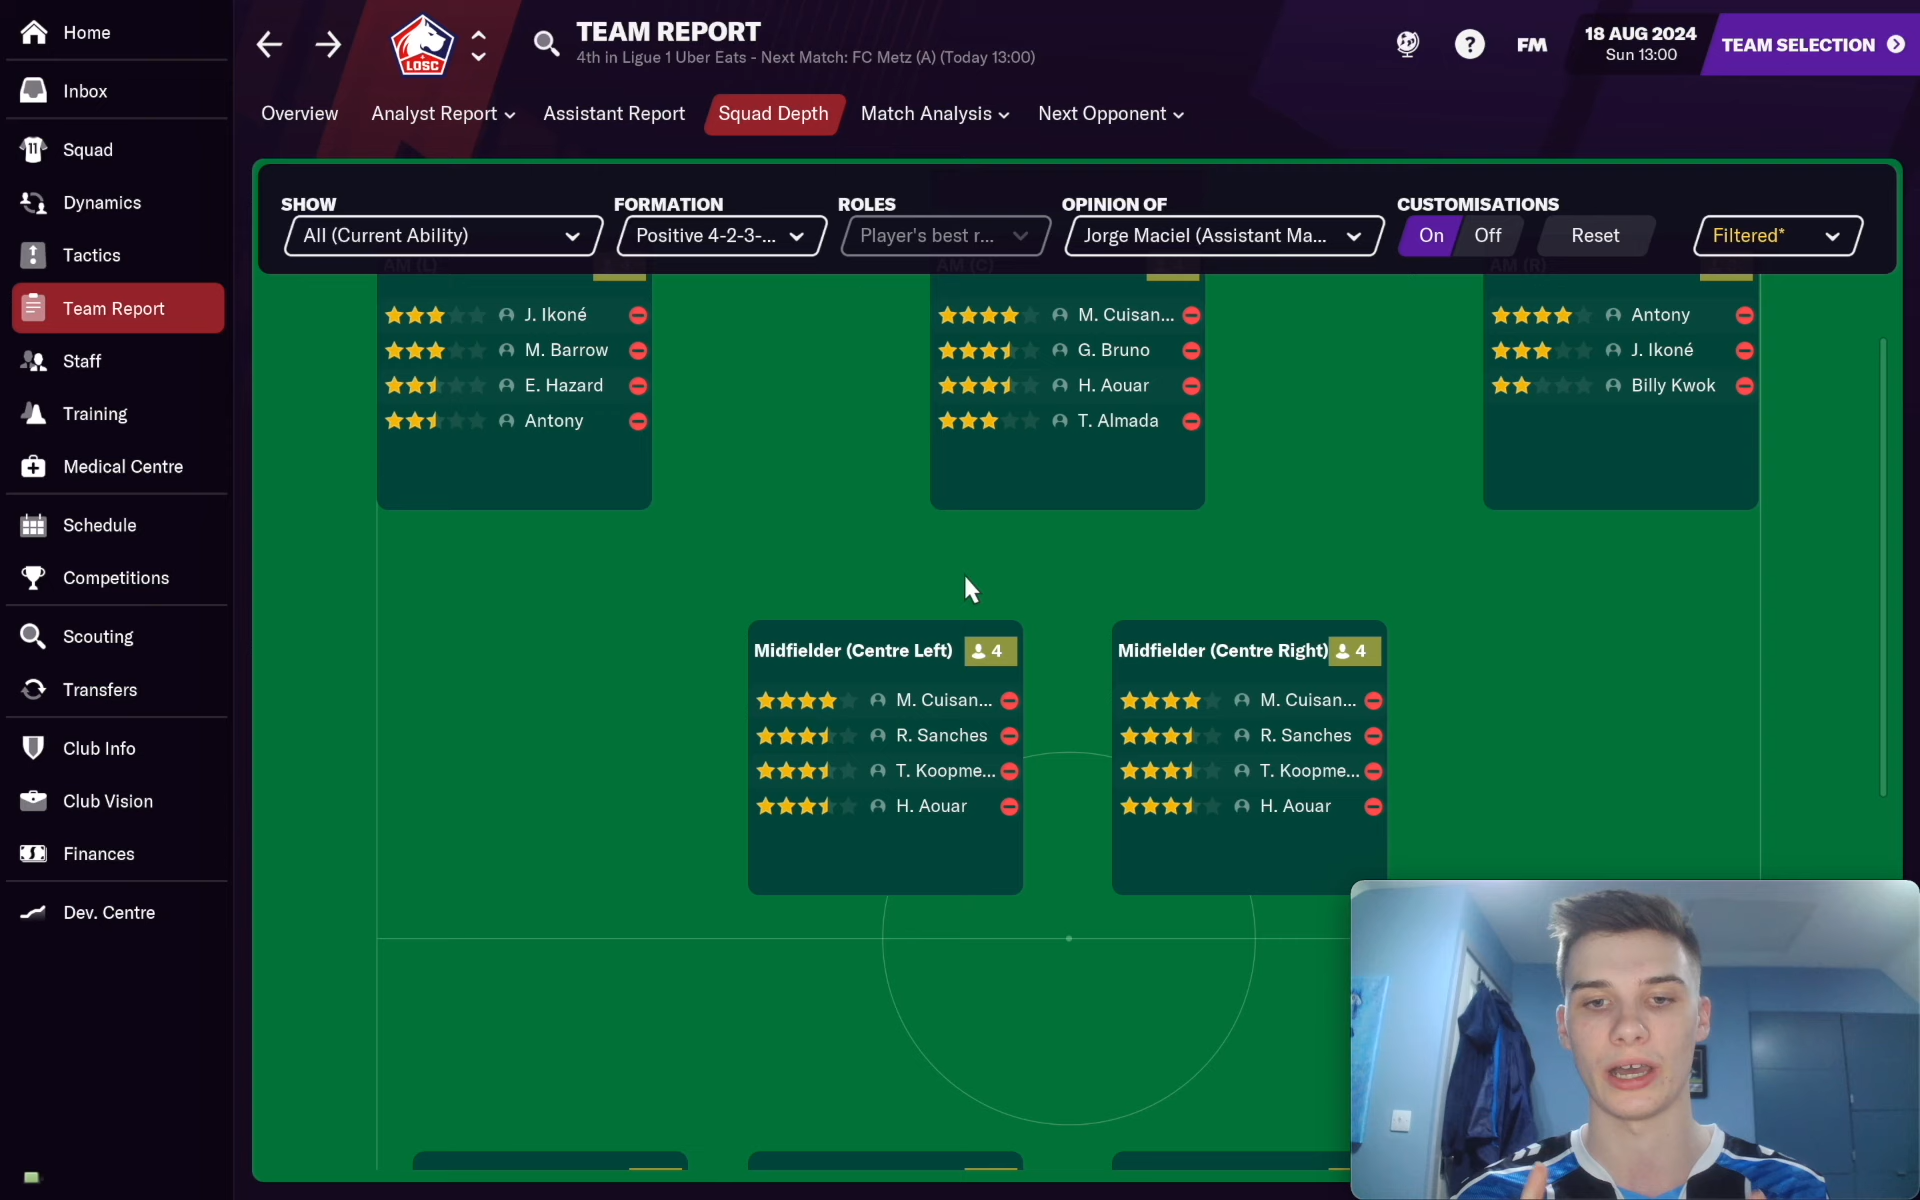 Home
Inbox
Squad
Dynamics
Tactics
Team Report
Staff
Training
Medical Centre
Schedule
Competitions
Scouting
Transfers
Club Info
Club Vision
Finances
Dev. Centre
LOSC
TEAM REPORT
4th in Ligue 1 Uber Eats - Next Match: FC Metz (A) (Today 13:00)
?
FM
18 AUG 2024
Sun 13:00
TEAM SELECTION
Overview
Analyst Report
Assistant Report
Squad Depth
Match Analysis
Next Opponent
SHOW
All (Current Ability)
FORMATION
Positive 4-2-3-...
ROLES
Player's best r...
OPINION OF
Jorge Maciel (Assistant Ma...
CUSTOMISATIONS
On
Off
Reset
Filtered*
AM (L)
J. Ikoné
M. Barrow
E. Hazard
Antony
AM (C)
M. Cuisan...
G. Bruno
H. Aouar
T. Almada
AM (R)
Antony
J. Ikoné
Billy Kwok
Midfielder (Centre Left)
4
M. Cuisan...
R. Sanches
T. Koopme...
H. Aouar
Midfielder (Centre Right)
4
M. Cuisan...
R. Sanches
T. Koopme...
H. Aouar
11